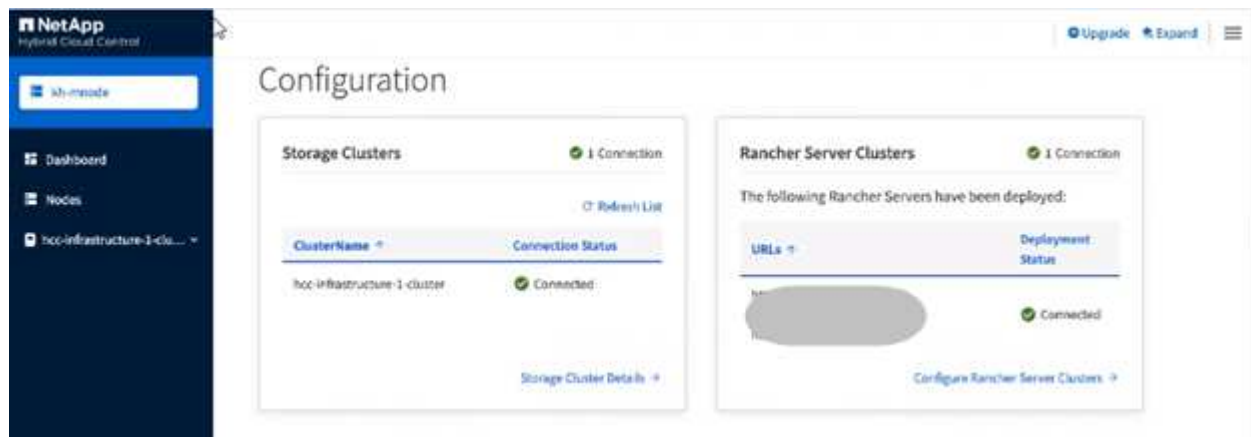 NetApp
Hybrid Cloud Control
Upgrade
Expand
kh-mnode
Configuration
Dashboard
Nodes
hcc-infrastructure-1-clu...
Storage Clusters
1 Connection
Refresh List
ClusterName
Connection Status
hcc-infrastructure-1-cluster
Connected
Storage Cluster Details
Rancher Server Clusters
1 Connection
The following Rancher Servers have been deployed:
URLs
Deployment
Status
Connected
Configure Rancher Server Clusters